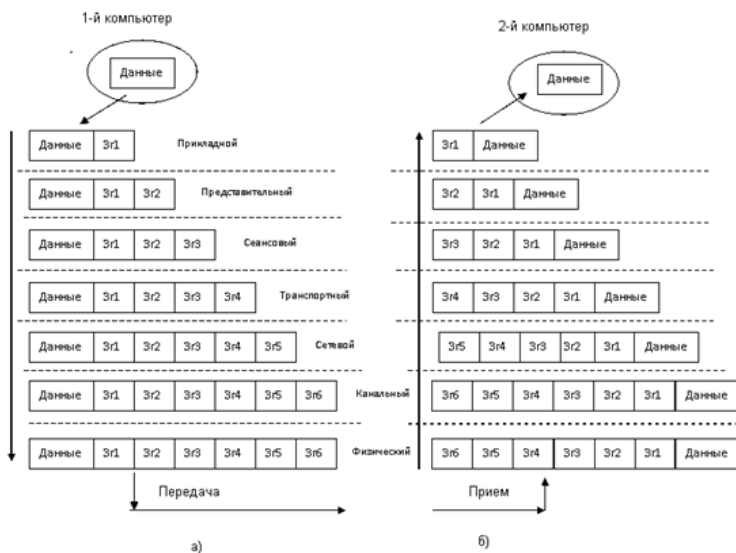 1-й компьютер
2-й компьютер
Данные
Данные
Данные Зг1 Прикладной Зг1 Данные
Данные Зг1 Зг2 Представительный Зг2 Зг1 Данные
Данные Зг1 Зг2 Зг3 Сеансовый Зг3 Зг2 Зг1 Данные
Данные Зг1 Зг2 Зг3 Зг4 Транспортный Зг4 Зг3 Зг2 Зг1 Данные
Данные Зг1 Зг2 Зг3 Зг4 Зг5 Сетевой Зг5 Зг4 Зг3 Зг2 Зг1 Данные
Данные Зг1 Зг2 Зг3 Зг4 Зг5 Зг6 Канальный Зг6 Зг5 Зг4 Зг3 Зг2 Зг1 Данные
Данные Зг1 Зг2 Зг3 Зг4 Зг5 Зг6 Физический Зг6 Зг5 Зг4 Зг3 Зг2 Зг1 Данные
Передача Прием
а) б)